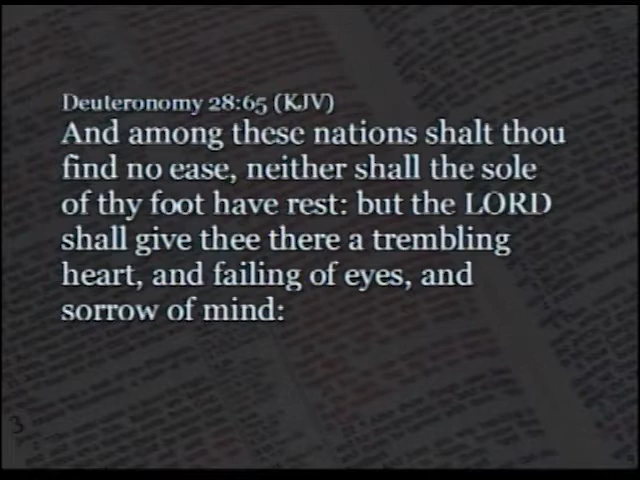 Deuteronomy 28:65 (KJV)
And among these nations shalt thou
find no ease, neither shall the sole
of thy foot have rest: but the LORD
shall give thee there a trembling
heart, and failing of eyes, and
sorrow of mind:
3